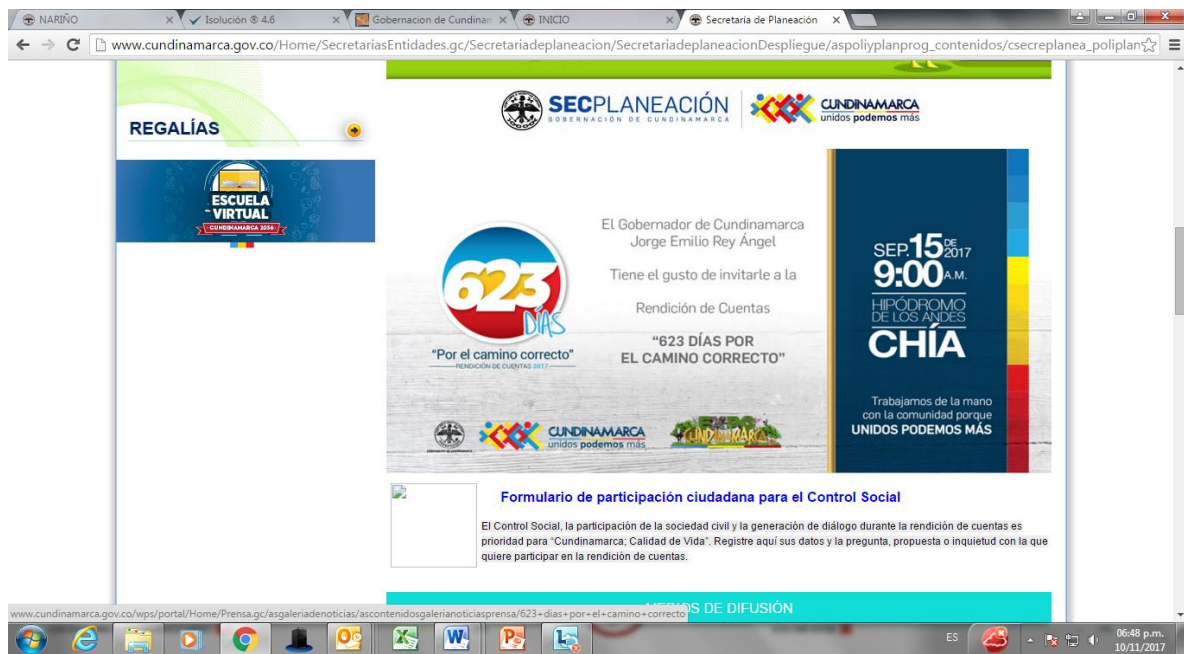 NARIÑO
Isolución ® 4.6
Gobernacion de Cundinan
INICIO
Secretaría de Planeación
www.cundinamarca.gov.co/Home/SecretariasEntidades.gc/Secretariadeplaneacion/SecretariadeplaneacionDespliegue/aspoliyplanprog_contenidos/csecreplanea_poliplan
REGALÍAS
ESCUELA
VIRTUAL
CUNDINAMARCA 2036
SECPLANEACIÓN
GOBERNACIÓN DE CUNDINAMARCA
CUNDINAMARCA
unidos podemos más
623
DÍAS
"Por el camino correcto"
RENDICIÓN DE CUENTAS 2017
El Gobernador de Cundinamarca
Jorge Emilio Rey Ángel
Tiene el gusto de invitarle a la
Rendición de Cuentas
"623 DÍAS POR
EL CAMINO CORRECTO"
SEP. 15 DE 2017
9:00 A.M.
HIPÓDROMO
DE LOS ANDES
CHÍA
Trabajamos de la mano
con la comunidad porque
UNIDOS PODEMOS MÁS
CUNDINAMARCA
unidos podemos más
EXPO
CUNDINAMARCA
Formulario de participación ciudadana para el Control Social
El Control Social, la participación de la sociedad civil y la generación de diálogo durante la rendición de cuentas es
prioridad para “Cundinamarca; Calidad de Vida”. Registre aquí sus datos y la pregunta, propuesta o inquietud con la que
quiere participar en la rendición de cuentas.
MEDIOS DE DIFUSIÓN
www.cundinamarca.gov.co/wps/portal/Home/Prensa.gc/asgaleriadenoticias/ascontenidosgalerianoticiasprensa/623+dias+por+el+camino+correcto
ES
06:48 p.m.
10/11/2017